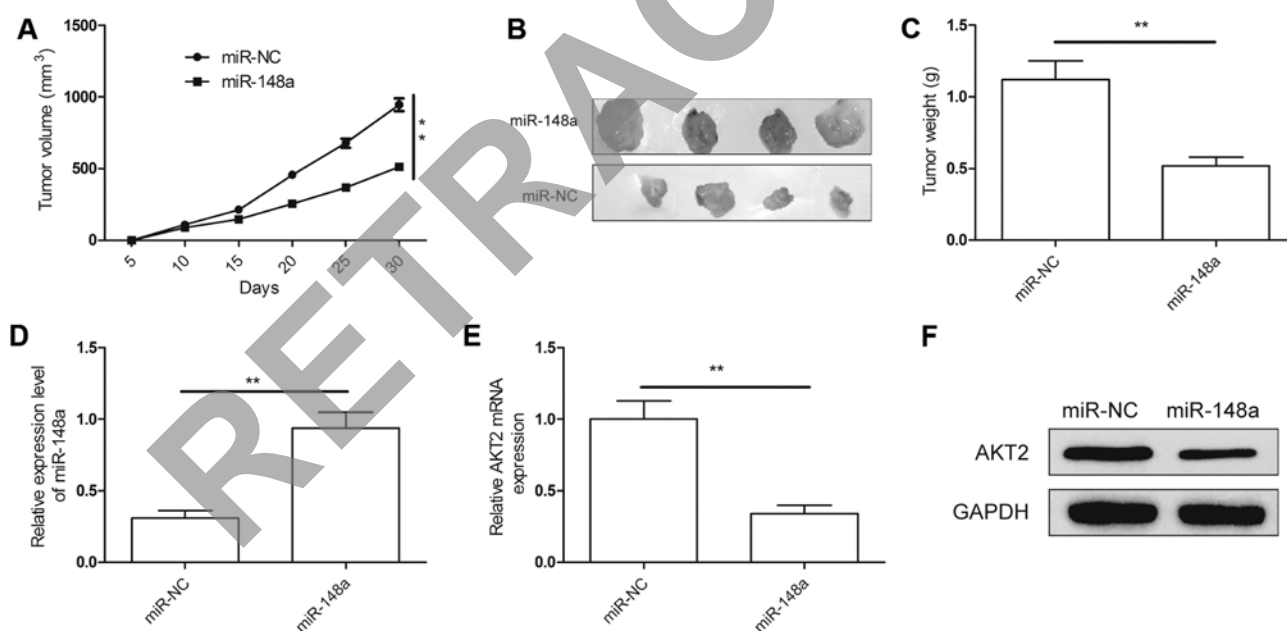 A
Tumor volume (mm³)
1500
1000
500
0
miR-NC
miR-148a
**
5
10
15
20
25
30
Days
B
miR-148a
miR-NC
C
Tumor weight (g)
1.5
1.0
0.5
0.0
**
miR-NC
miR-148a
D
Relative expression level
of miR-148a
1.5
1.0
0.5
0.0
**
miR-NC
miR-148a
E
Relative AKT2 mRNA
expression
1.5
1.0
0.5
0.0
**
miR-NC
miR-148a
F
miR-NC miR-148a
AKT2
GAPDH
RETRAC